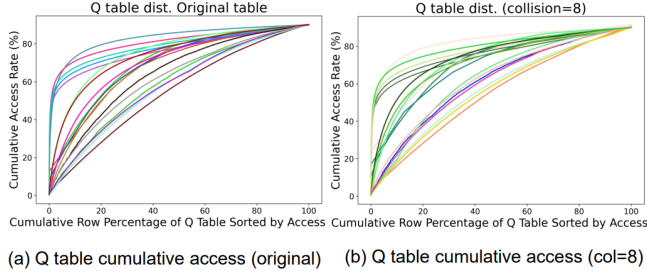 Q table dist. Original table
Cumulative Access Rate (%)
80
60
40
20
0
0 20 40 60 80 100
Cumulative Row Percentage of Q Table Sorted by Access
(a) Q table cumulative access (original)
Q table dist. (collision=8)
Cumulative Access Rate (%)
80
60
40
20
0
0 20 40 60 80 100
Cumulative Row Percentage of Q Table Sorted by Access
(b) Q table cumulative access (col=8)